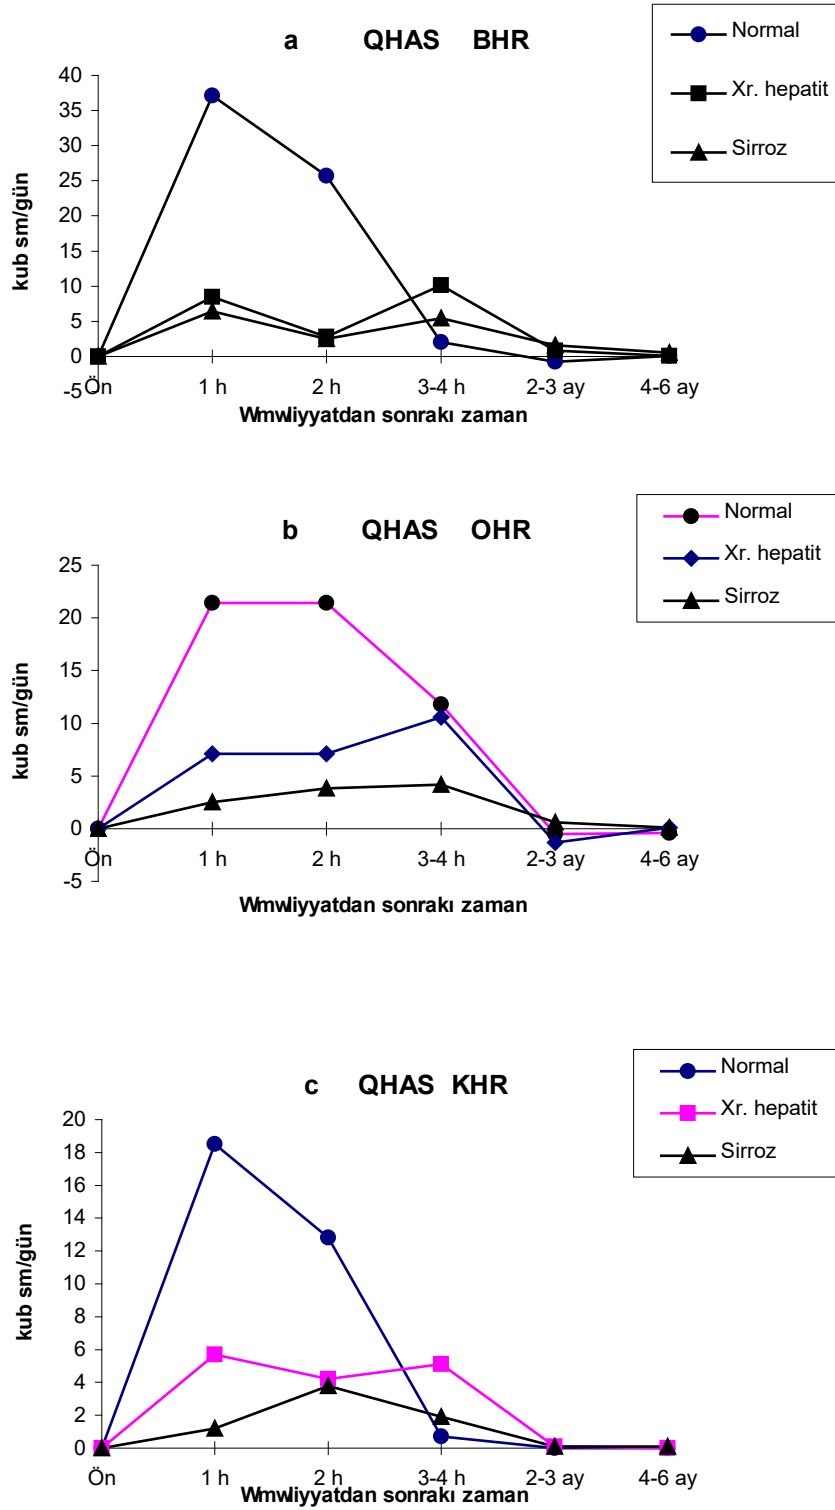 a QHAS BHR
Normal
Xr. hepatit
Sirroz
kub sm/gün
40
35
30
25
20
15
10
5
0
-5
Ön 1 h 2 h 3-4 h 2-3 ay 4-6 ay
Wmwliyyatdan sonrakı zaman
b QHAS OHR
Normal
Xr. hepatit
Sirroz
kub sm/gün
25
20
15
10
5
0
-5
Ön 1 h 2 h 3-4 h 2-3 ay 4-6 ay
Wmwliyyatdan sonrakı zaman
c QHAS KHR
Normal
Xr. hepatit
Sirroz
kub sm/gün
20
18
16
14
12
10
8
6
4
2
0
Ön 1 h 2 h 3-4 h 2-3 ay 4-6 ay
Wmwliyyatdan sonrakı zaman